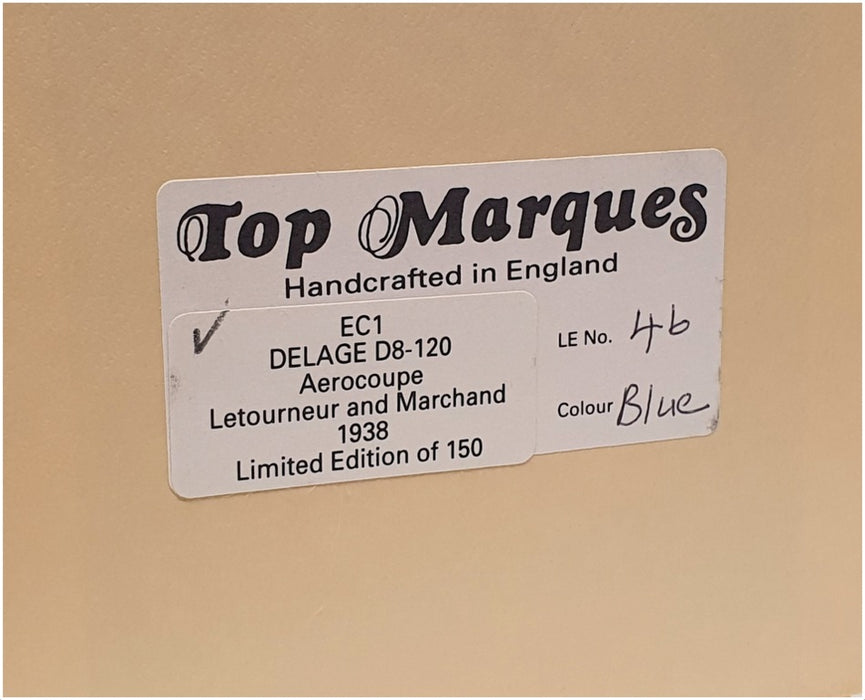 Top Marques
Handcrafted in England
EC1
DELAGE D8-120
Aerocoupe
Letourneur and Marchand
1938
Limited Edition of 150
LE No. 46
Colour Blue